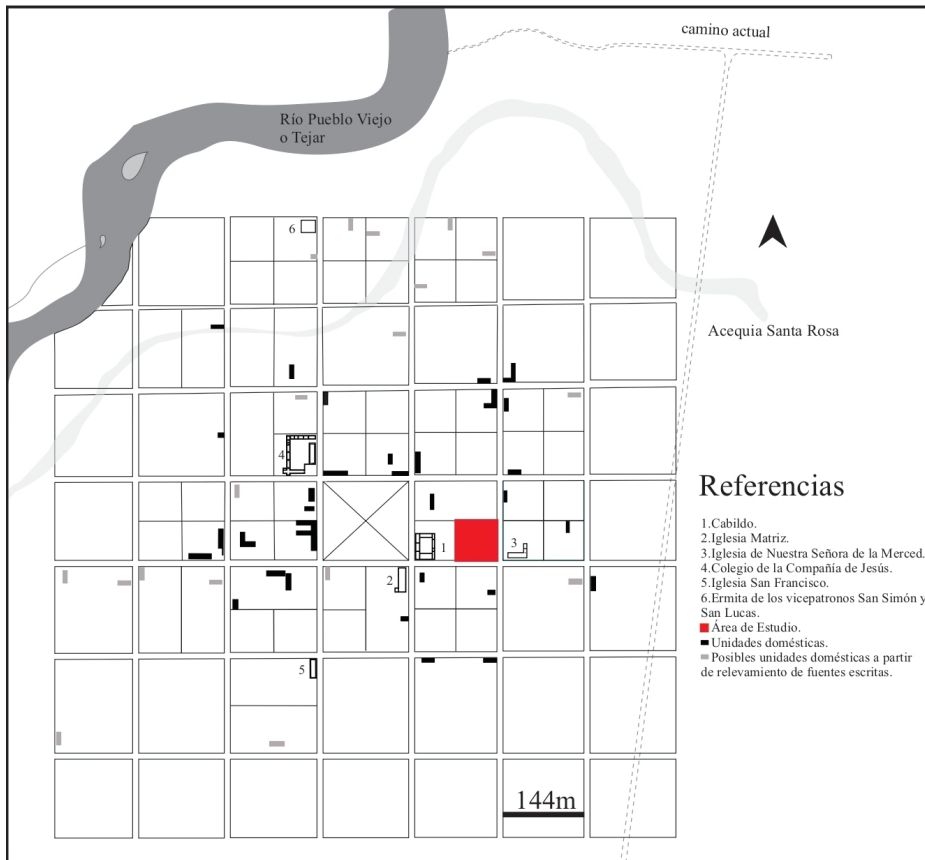 camino actual
Río Pueblo Viejo
o Tejar
6
Acequia Santa Rosa
4
Referencias
1
3
1.Cabildo.
2.Iglesia Matriz.
3.Iglesia de Nuestra Señora de la Merced.
4.Colegio de la Compañía de Jesús.
5.Iglesia San Francisco.
6.Ermita de los vicepatronos San Simón y
San Lucas.
Área de Estudio.
Unidades domésticas.
Posibles unidades domésticas a partir
de relevamiento de fuentes escritas.
2
5
144m